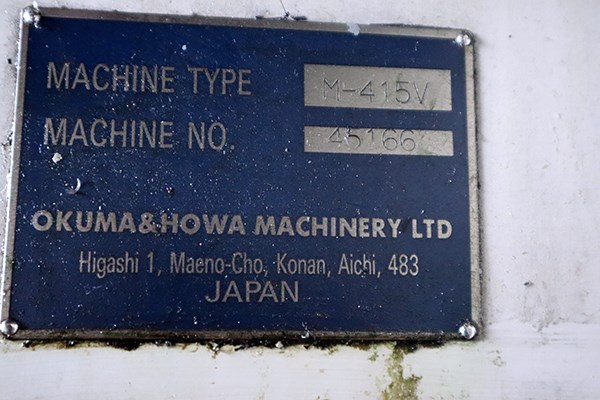 MACHINE TYPE M-415V
MACHINE NO. 45166
OKUMA&HOWA MACHINERY LTD
Higashi 1, Maeno-Cho, Konan, Aichi, 483
JAPAN